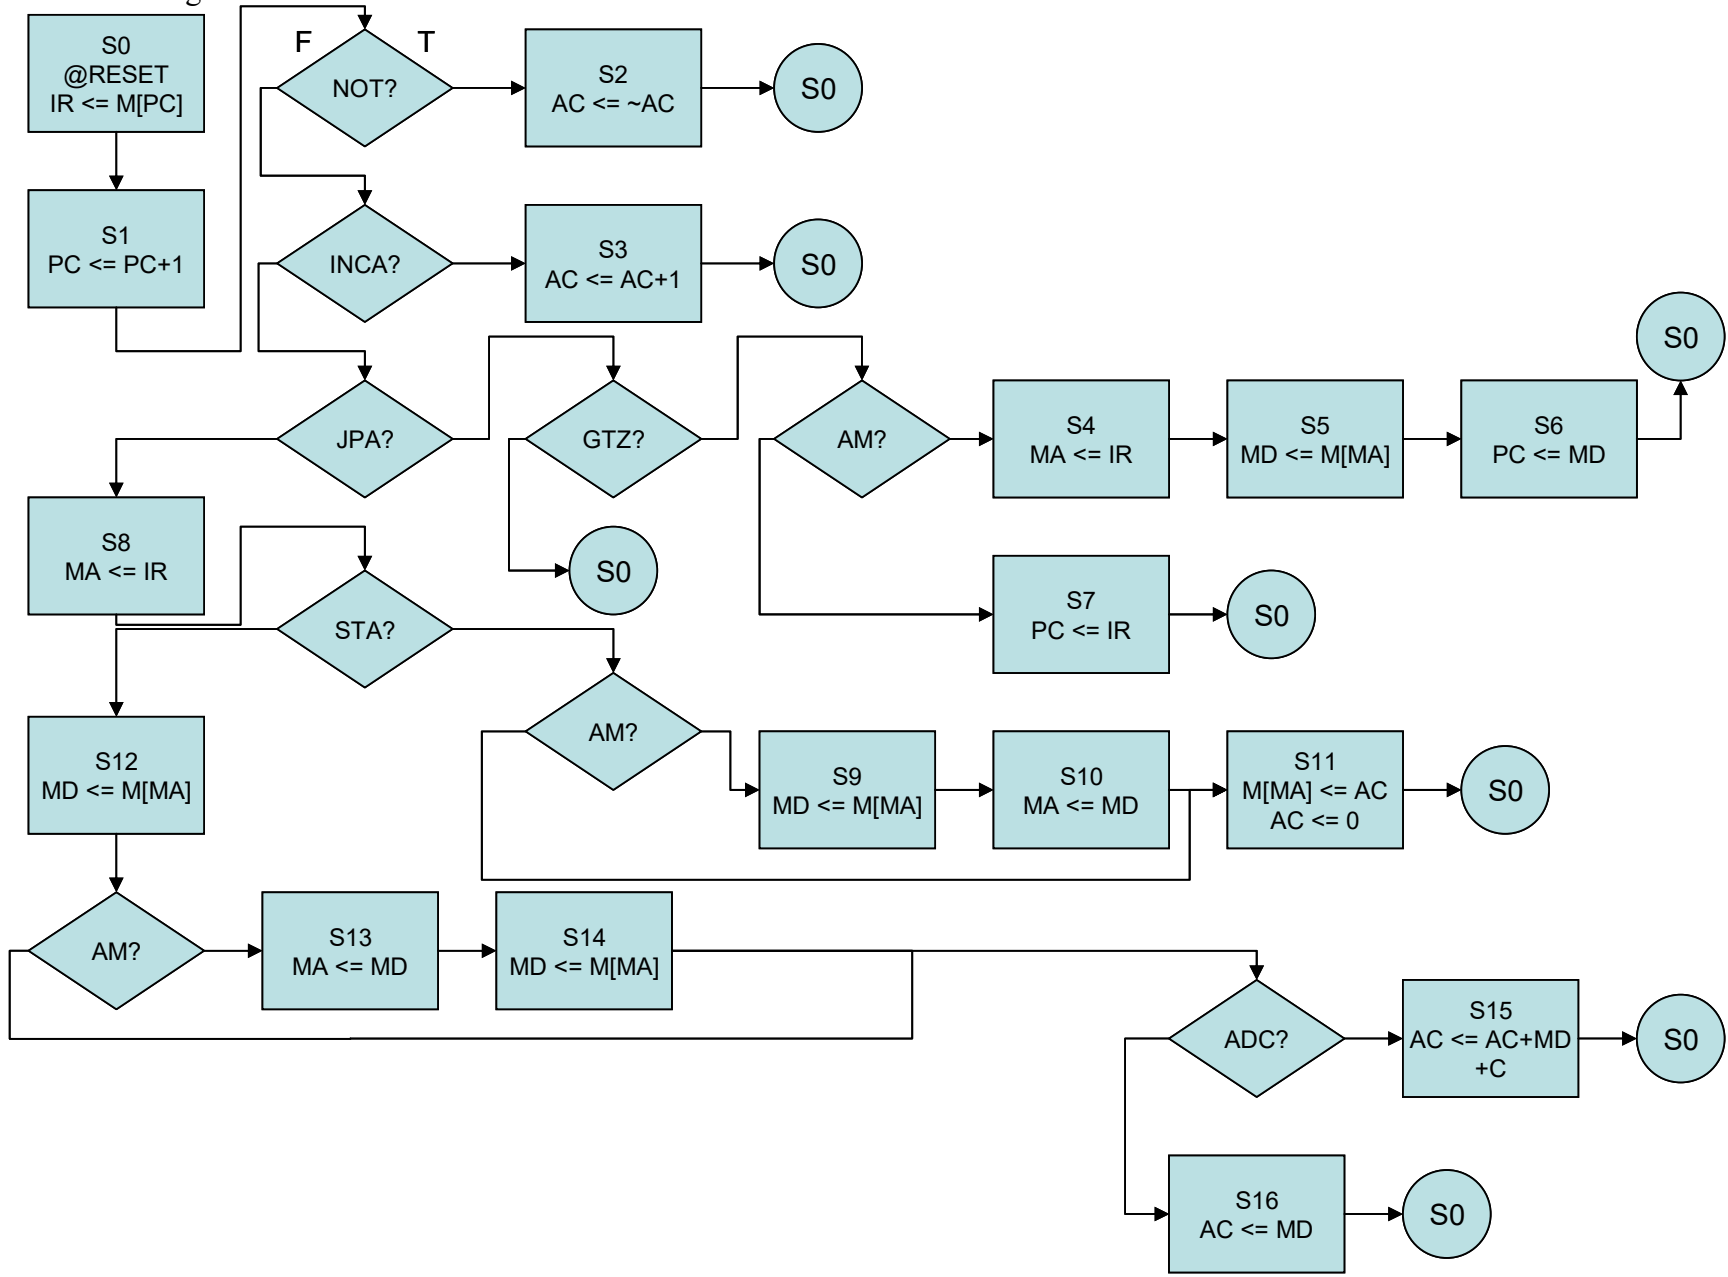 S0
@RESET
IR <= M[PC]
F
T
NOT?
S2
AC <= ~AC
S0
S1
PC <= PC+1
INCA?
S3
AC <= AC+1
S0
JPA?
GTZ?
AM?
S4
MA <= IR
S5
MD <= M[MA]
S6
PC <= MD
S0
S8
MA <= IR
S0
STA?
S7
PC <= IR
S0
S12
MD <= M[MA]
AM?
S9
MD <= M[MA]
S10
MA <= MD
S11
M[MA] <= AC
AC <= 0
S0
AM?
S13
MA <= MD
S14
MD <= M[MA]
ADC?
S15
AC <= AC+MD
+C
S0
S16
AC <= MD
S0